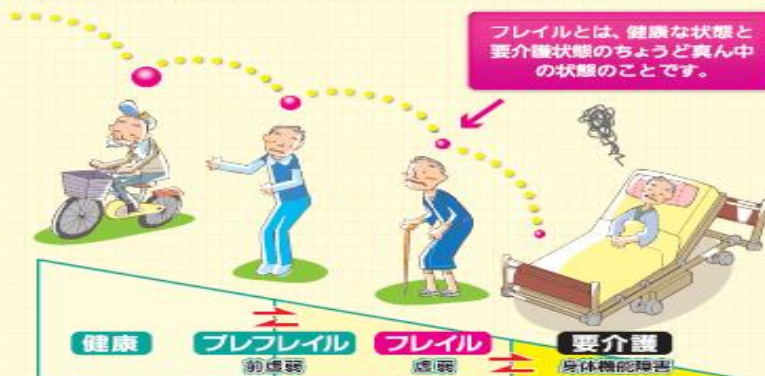 フレイルとは、健康な状態と
要介護状態のちょうど真ん中
の状態のことです。
健康
プレフレイル
フレイル
要介護
前虚弱
虚弱
身体機能障害